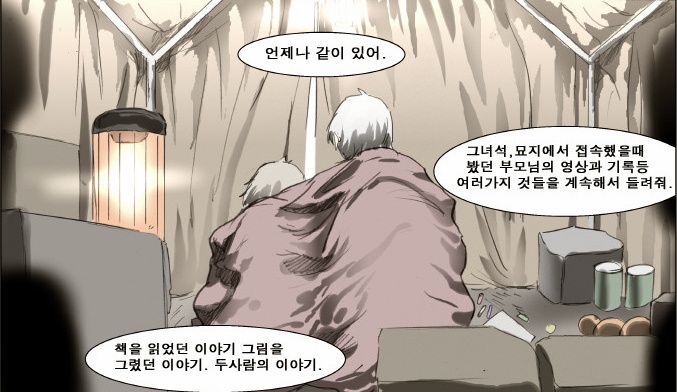 언제나 같이 있어.
그녀석,묘지에서 접속했을때
봤던 부모님의 영상과 기록등
여러가지 것들을 계속해서 들려줘.
책을 읽었던 이야기 그림을
그렸던 이야기. 두사람의 이야기.